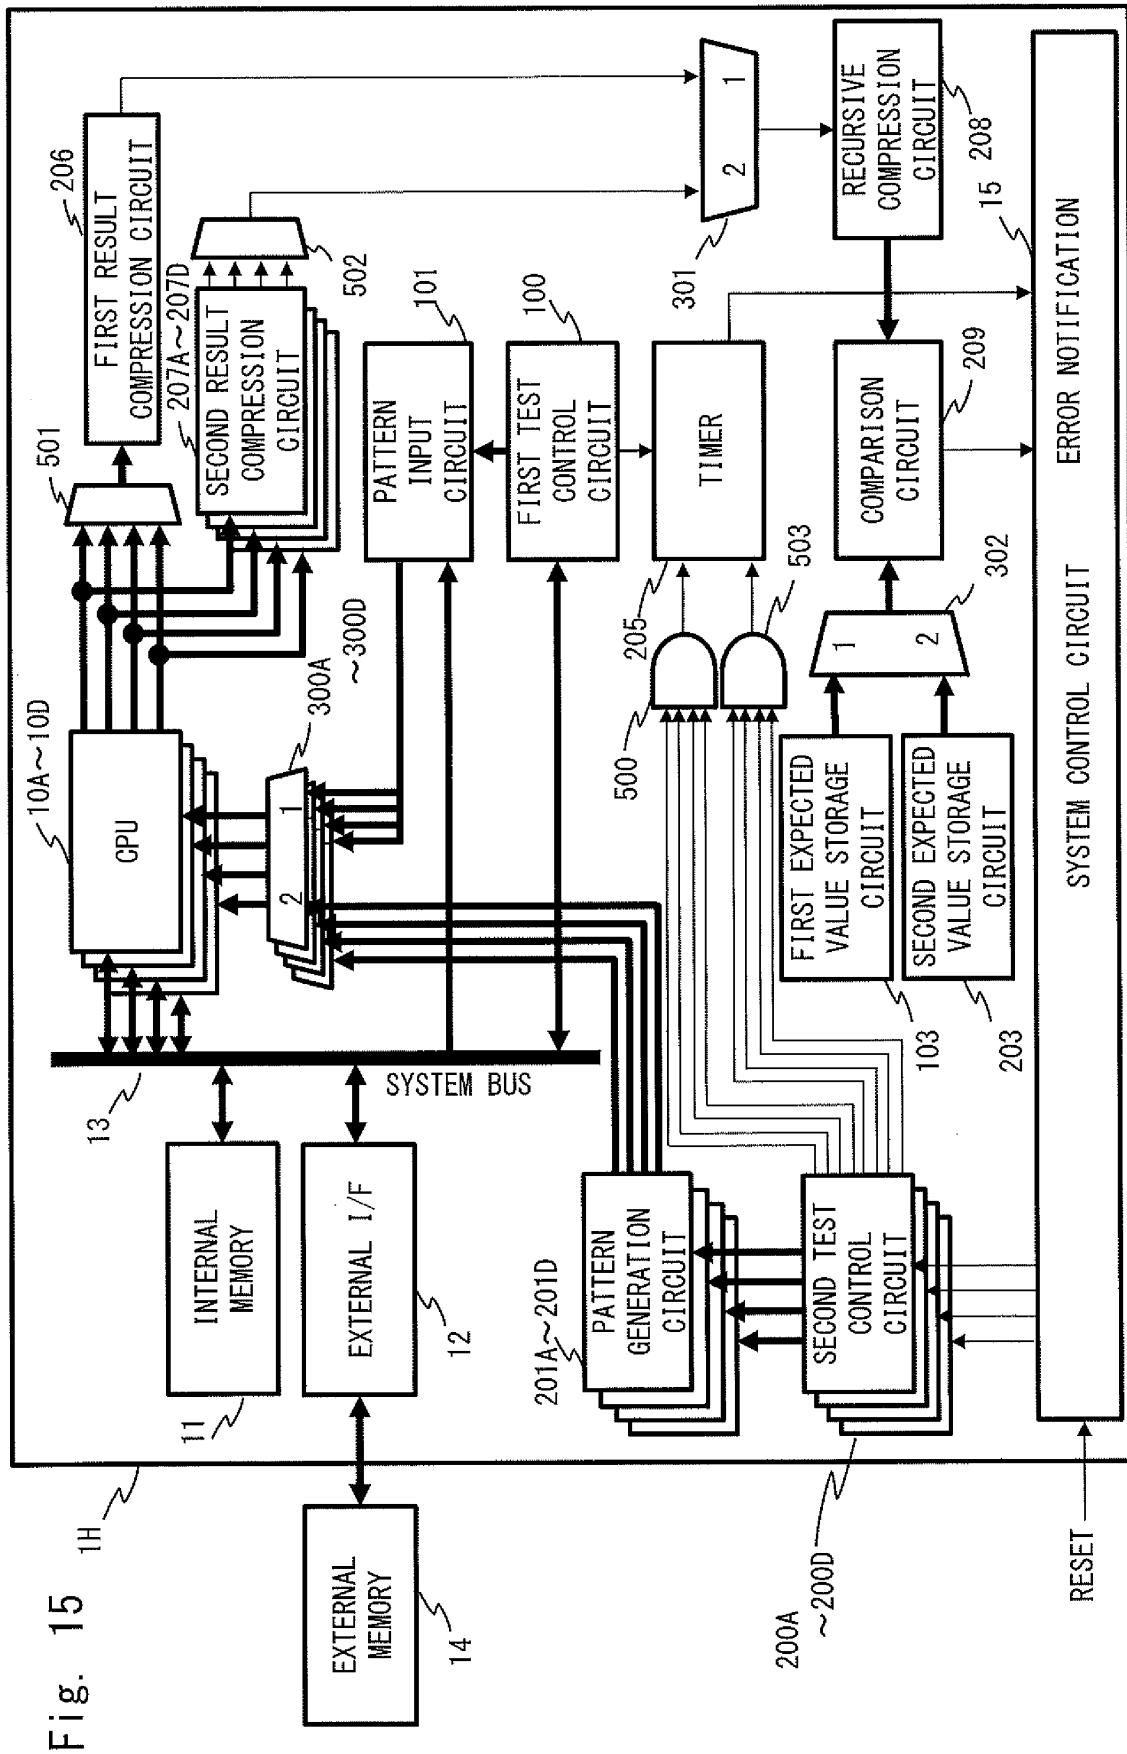 Fig. 15
1H
EXTERNAL
MEMORY
14
INTERNAL
MEMORY
11
EXTERNAL I/F
12
13
SYSTEM BUS
CPU
10A~10D
501
FIRST RESULT
COMPRESSION CIRCUIT
206
207A~207D
SECOND RESULT
COMPRESSION
CIRCUIT
502
2
1
300A
~300D
PATTERN
INPUT
CIRCUIT
101
FIRST TEST
CONTROL
CIRCUIT
100
201A~201D
PATTERN
GENERATION
CIRCUIT
200A
~200D
SECOND TEST
CONTROL
CIRCUIT
500
503
205
TIMER
2
1
301
RECURSIVE
COMPRESSION
CIRCUIT
208
FIRST EXPECTED
VALUE STORAGE
CIRCUIT
103
SECOND EXPECTED
VALUE STORAGE
CIRCUIT
203
1
2
302
COMPARISON
CIRCUIT
209
15
RESET
SYSTEM CONTROL CIRCUIT
ERROR NOTIFICATION